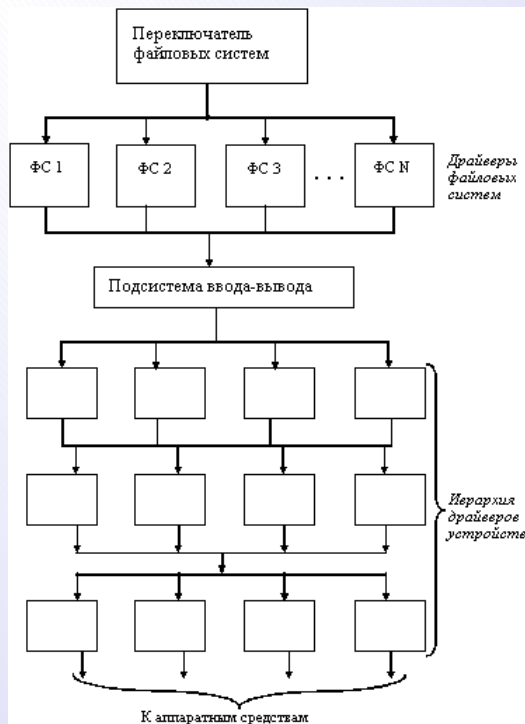 Переключатель
файловых систем
ФС 1
ФС 2
ФС 3
. . .
ФС N
Драйверы
файловых
систем
Подсистема ввода-вывода
Иерархия
драйверов
устройств
К аппаратным средствам